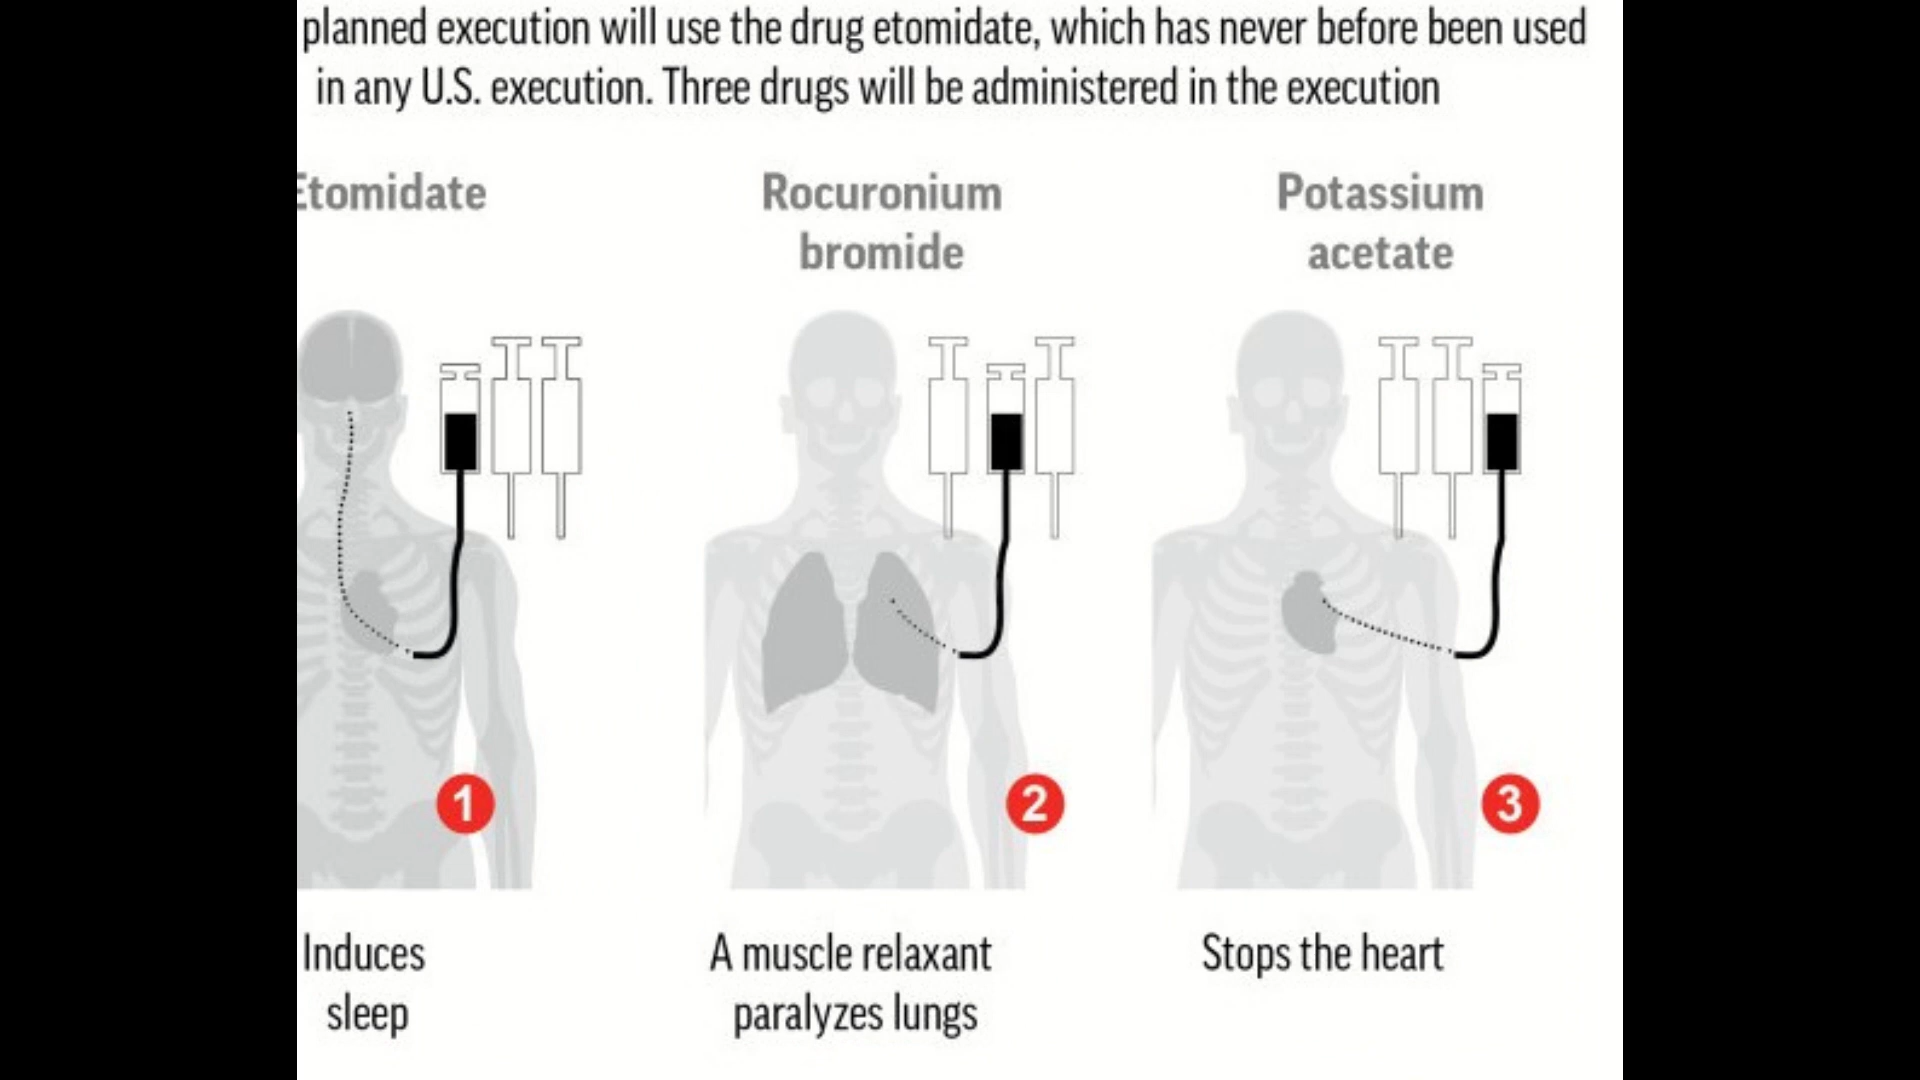 planned execution will use the drug etomidate, which has never before been used
in any U.S. execution. Three drugs will be administered in the execution
Etomidate
Rocuronium
bromide
Potassium
acetate
1
2
3
Induces
sleep
A muscle relaxant
paralyzes lungs
Stops the heart